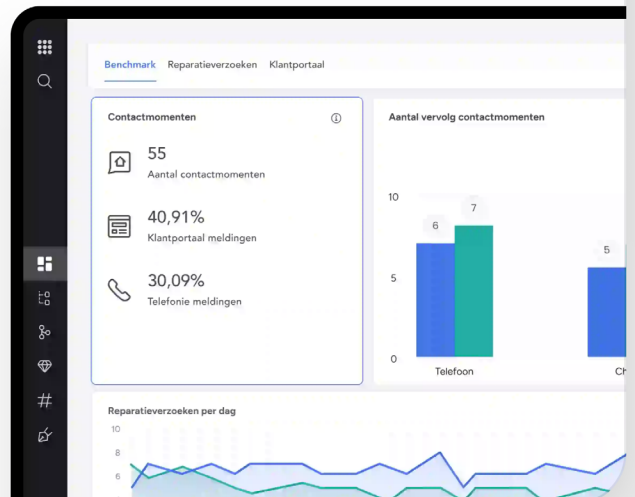 Benchmark Reparatieverzoeken Klantportaal
Contactmomenten
55
Aantal contactmomenten
40,91%
Klantportaal meldingen
30,09%
Telefonie meldingen
Aantal vervolg contactmomenten
10
7
6
5
5
0
Telefoon
Ch
Reparatieverzoeken per dag
10
8
6